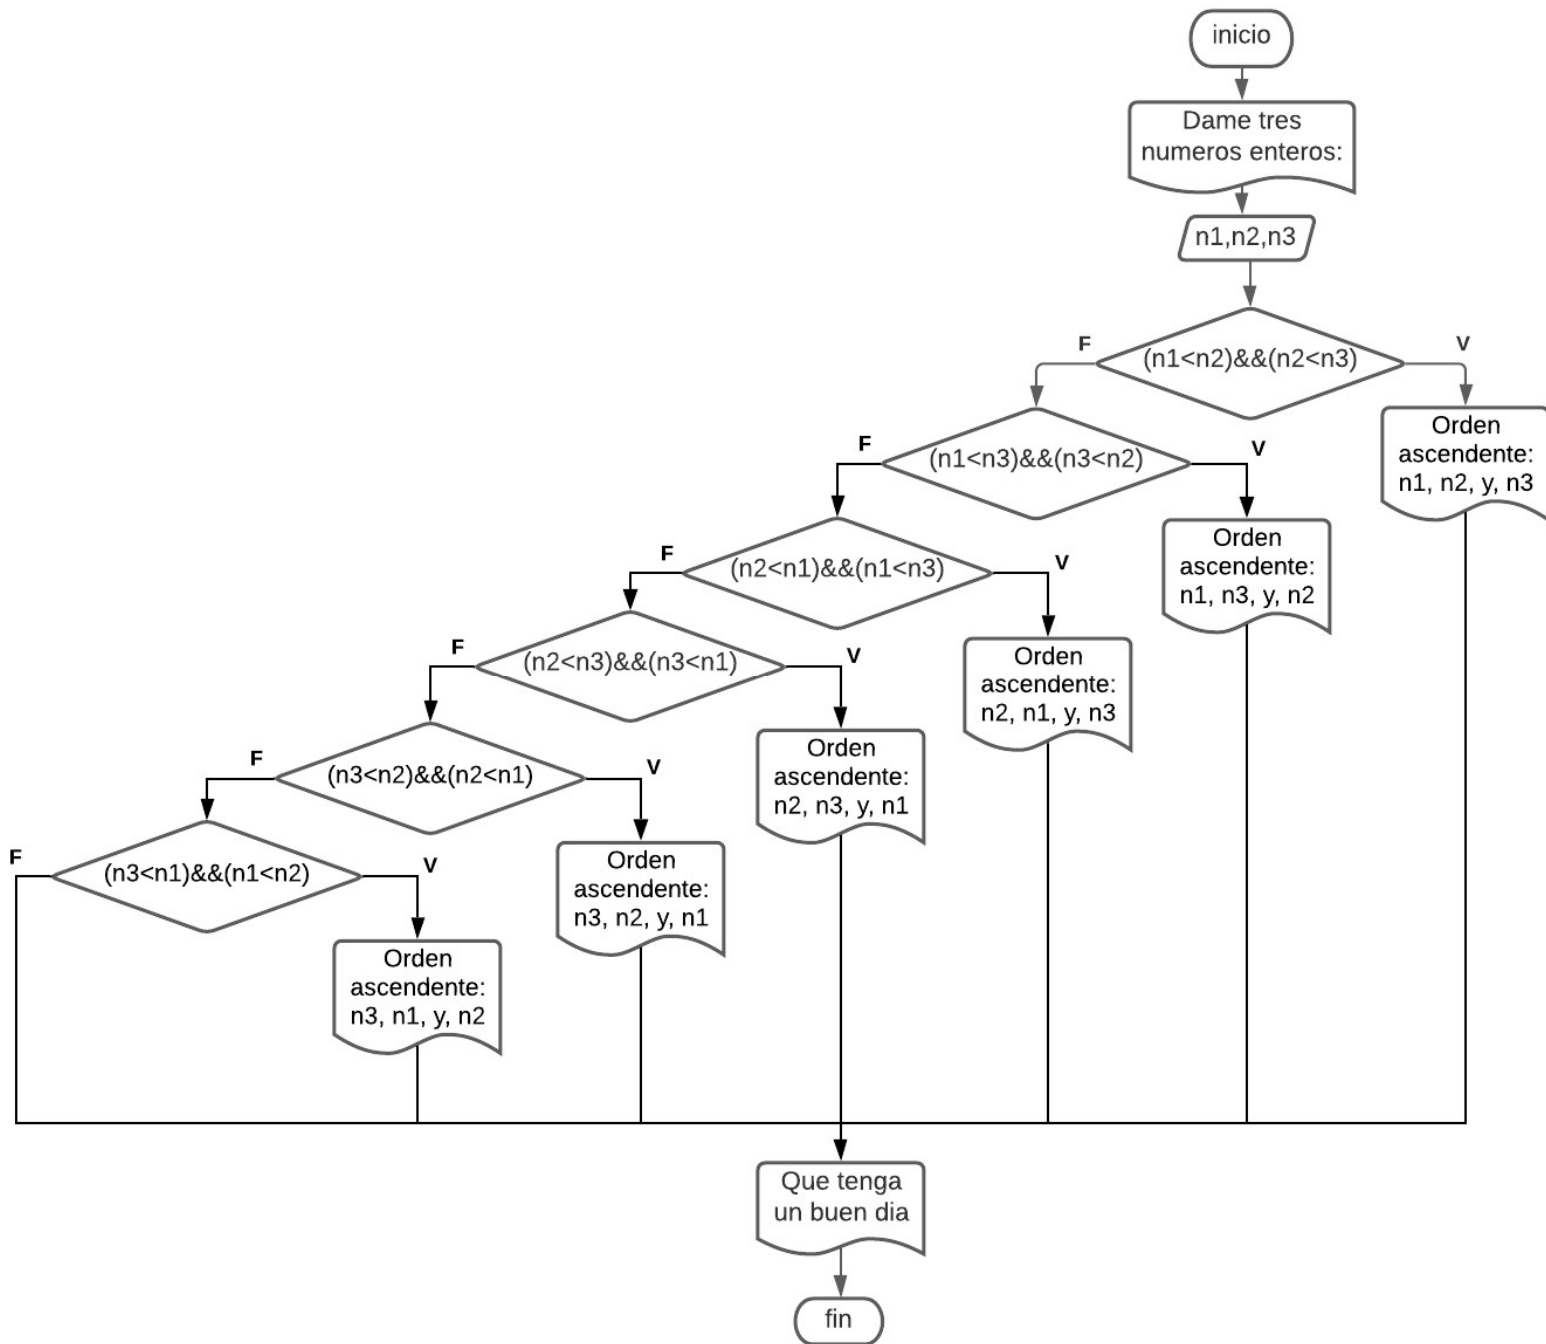 inicio
Dame tres
numeros enteros:
n1,n2,n3
F
V
(n1<n2)&&(n2<n3)
Orden
ascendente:
n1, n2, y, n3
F
V
(n1<n3)&&(n3<n2)
Orden
ascendente:
n1, n3, y, n2
F
V
(n2<n1)&&(n1<n3)
Orden
ascendente:
n2, n1, y, n3
F
V
(n2<n3)&&(n3<n1)
Orden
ascendente:
n2, n3, y, n1
F
V
(n3<n2)&&(n2<n1)
Orden
ascendente:
n3, n2, y, n1
F
V
(n3<n1)&&(n1<n2)
Orden
ascendente:
n3, n1, y, n2
Que tenga
un buen dia
fin